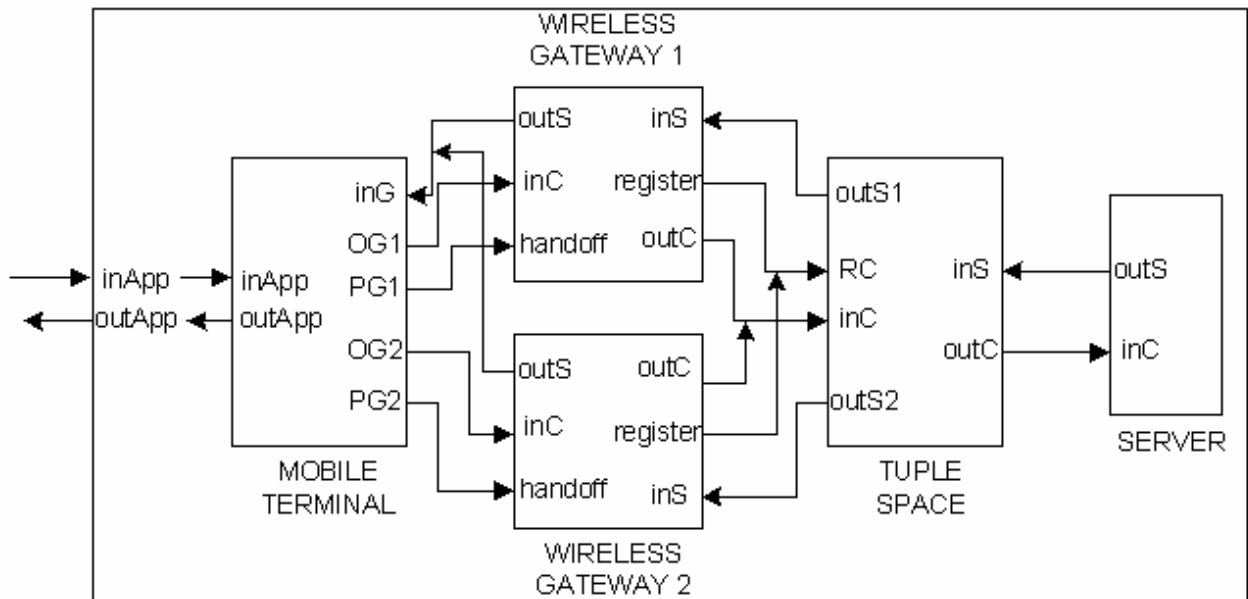 WIRELESS
GATEWAY 1
outS
inS
inC
register
handoff
outC
inG
OG1
PG1
inApp
outApp
inApp
outApp
OG2
PG2
MOBILE
TERMINAL
outS
outC
inC
register
handoff
inS
WIRELESS
GATEWAY 2
outS1
RC
inS
inC
outC
outS2
TUPLE
SPACE
outS
inC
SERVER